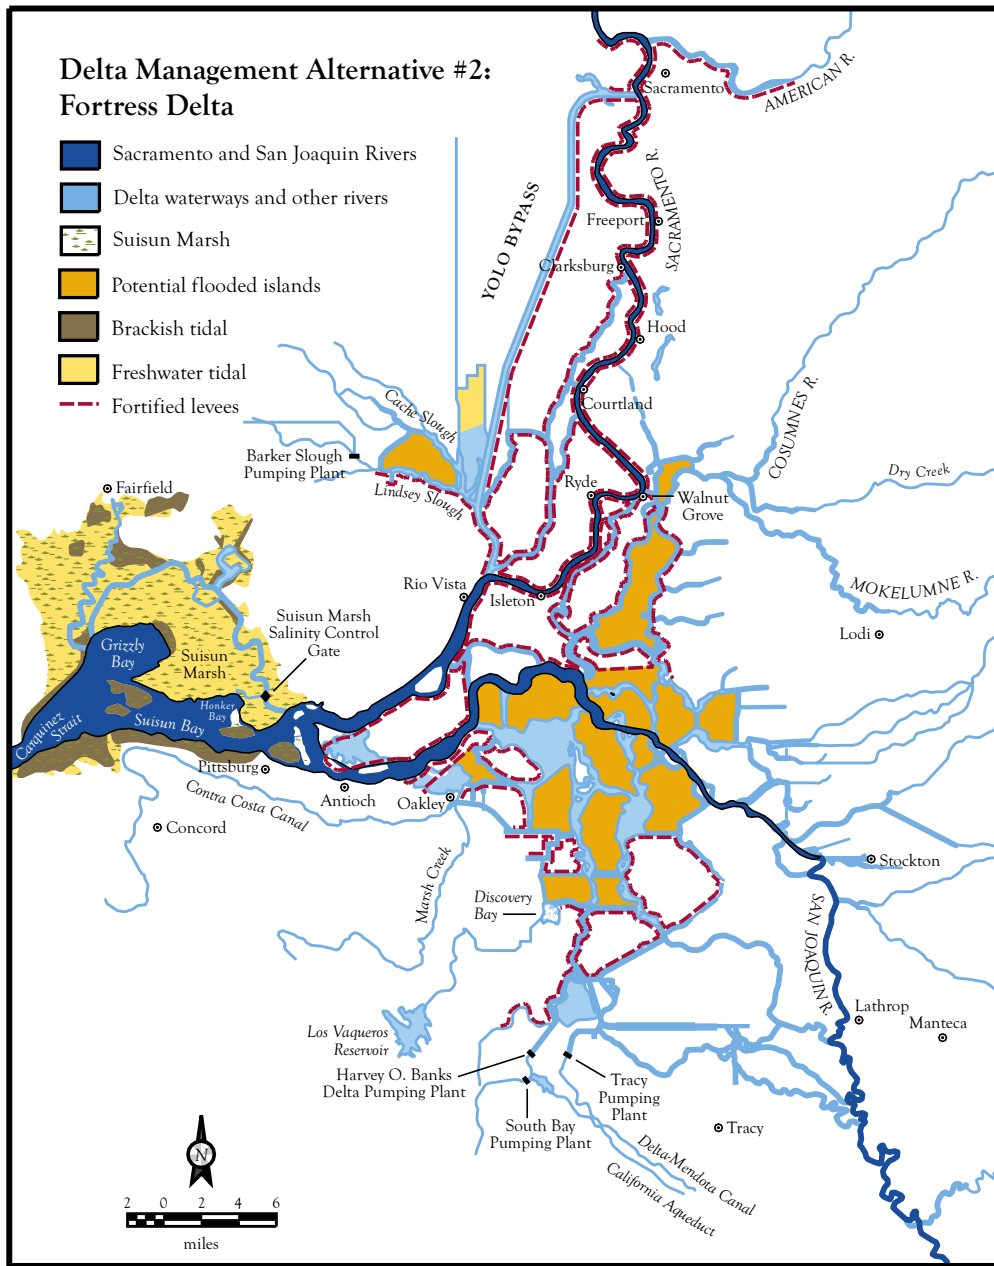 Delta Management Alternative #2:
Fortress Delta
Sacramento and San Joaquin Rivers
Delta waterways and other rivers
Suisun Marsh
Potential flooded islands
Brackish tidal
Freshwater tidal
Fortified levees
Sacramento
AMERICAN R.
YOLO BYPASS
SACRAMENTO R.
Freeport
Clarksburg
Hood
Courtland
COSUMNES R.
Cache Slough
Barker Slough
Pumping Plant
Lindsey Slough
Dry Creek
Ryde
Walnut
Grove
Fairfield
MOKELUMNE R.
Rio Vista
Isleton
Lodi
Suisun Marsh
Salinity Control
Gate
Grizzly
Bay
Suisun
Marsh
Honker
Bay
Suisun Bay
Carquinez
Strait
Pittsburg
Antioch
Oakley
Contra Costa Canal
Concord
Marsh Creek
Stockton
Discovery
Bay
SAN JOAQUIN R.
Los Vaqueros
Reservoir
Lathrop
Manteca
Harvey O. Banks
Delta Pumping Plant
Tracy
Pumping
Plant
South Bay
Pumping Plant
Tracy
Delta-Mendota Canal
California Aqueduct
N
2 0 2 4 6
miles